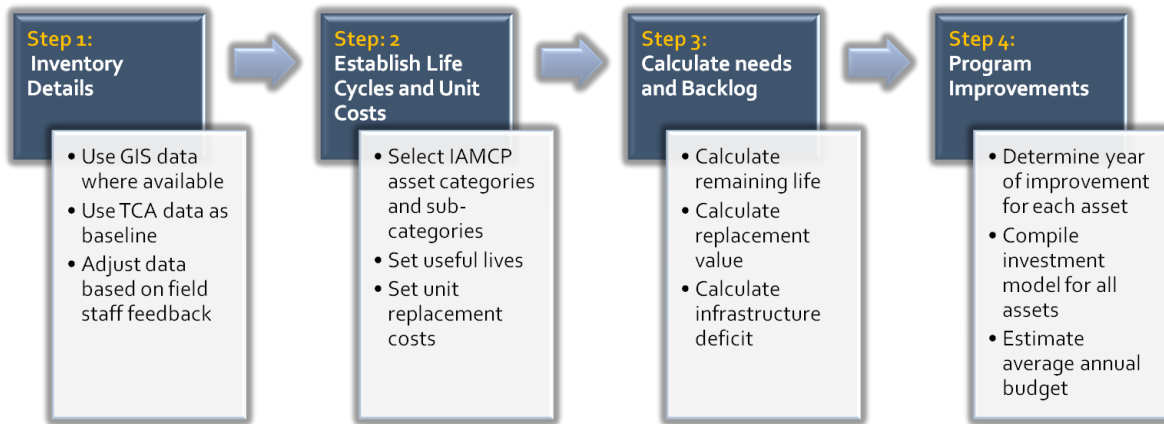 Step 1:
Inventory
Details
• Use GIS data
where available
• Use TCA data as
baseline
• Adjust data
based on field
staff feedback
Step: 2
Establish Life
Cycles and Unit
Costs
• Select IAMCP
asset categories
and sub-
categories
• Set useful lives
• Set unit
replacement
costs
Step 3:
Calculate needs
and Backlog
• Calculate
remaining life
• Calculate
replacement
value
• Calculate
infrastructure
deficit
Step 4:
Program
Improvements
• Determine year
of improvement
for each asset
• Compile
investment
model for all
assets
• Estimate
average annual
budget